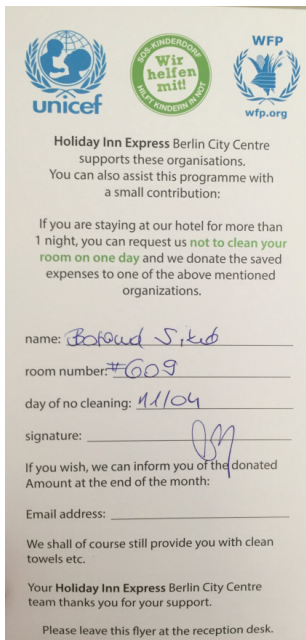 unicef
SOS-KINDERDORF
Wir
helfen
mit!
HILFT KINDERN IN NOT
WFP
wfp.org
Holiday Inn Express Berlin City Centre
supports these organisations.
You can also assist this programme with
a small contribution:
If you are staying at our hotel for more than
1 night, you can request us not to clean your
room on one day and we donate the saved
expenses to one of the above mentioned
organizations.
name:
room number: #609
day of no cleaning: 11/04
signature:
If you wish, we can inform you of the donated
Amount at the end of the month:
Email address:
We shall of course still provide you with clean
towels etc.
Your Holiday Inn Express Berlin City Centre
team thanks you for your support.
Please leave this flyer at the reception desk.